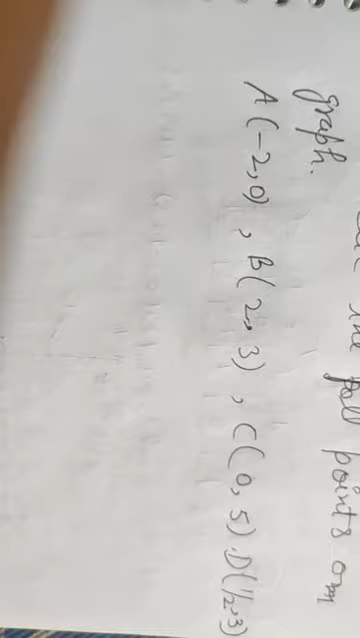 the foll points on
graph.
A(-2,0), B(2,3), C(0,5), D(1/2,3)